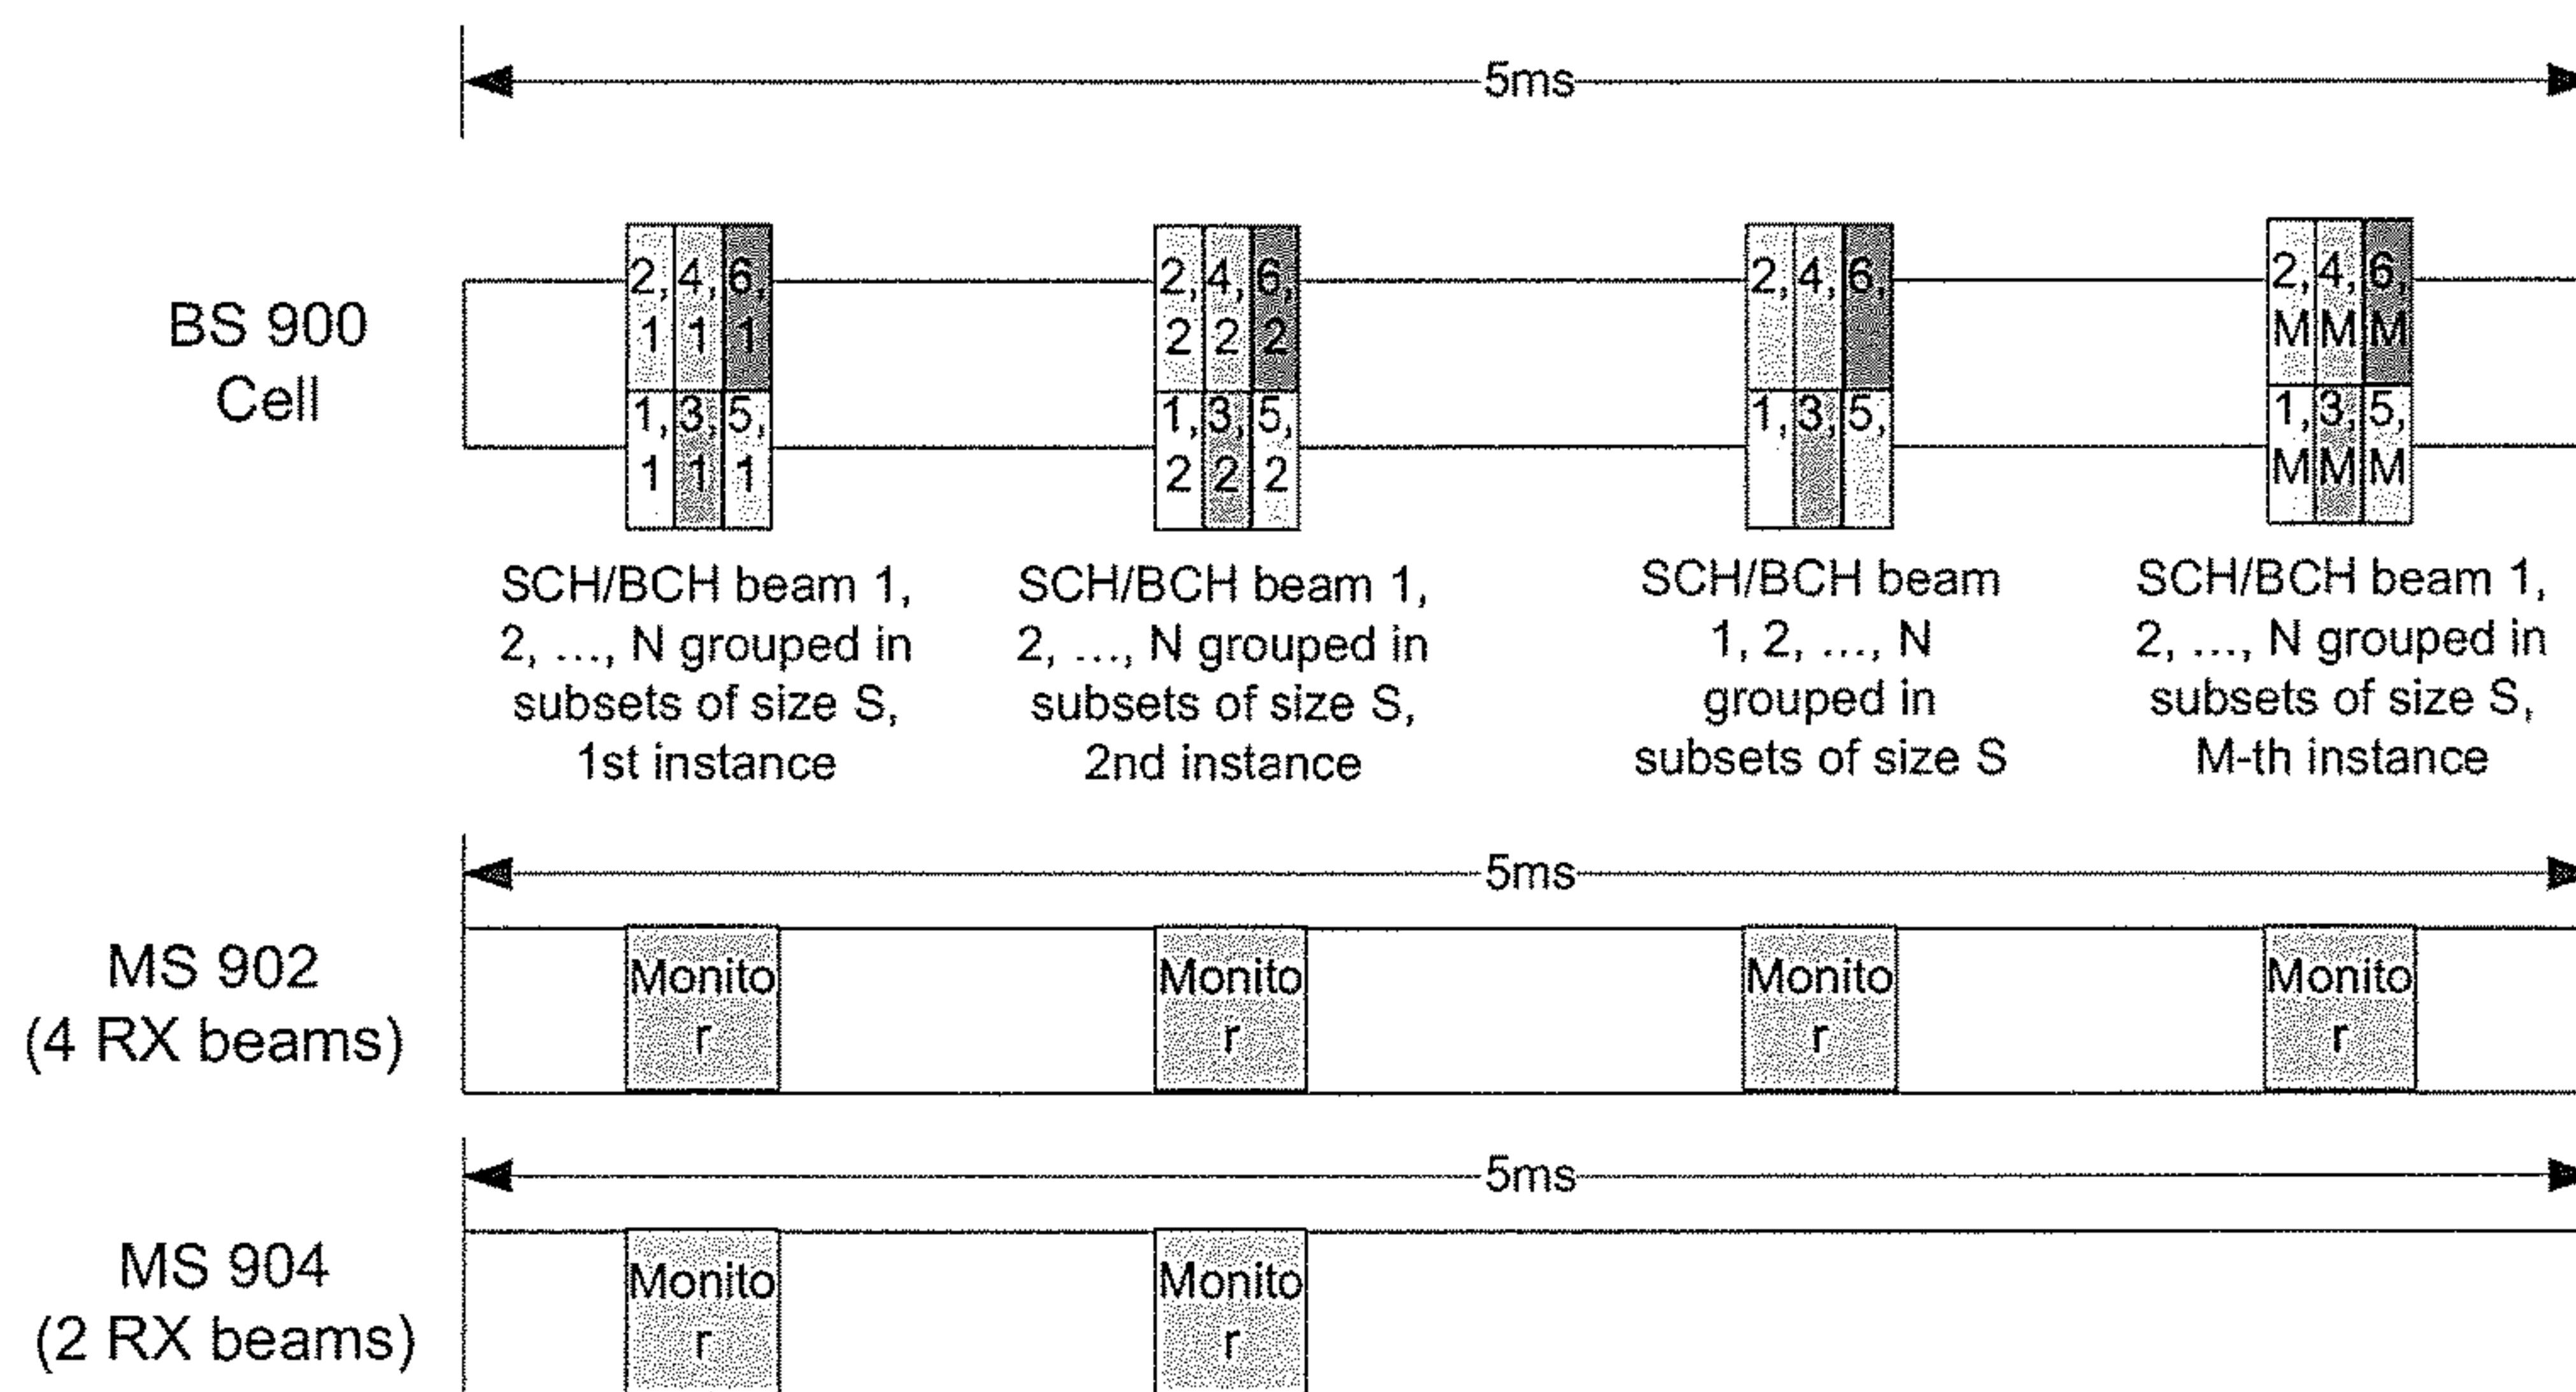 5ms
BS 900
Cell
2, 4, 6,
1 1 1
1, 3, 5,
1 1 1
2, 4, 6,
2 2 2
1, 3, 5,
2 2 2
2, 4, 6,
1, 3, 5,
2, 4, 6,
M M M
1, 3, 5,
M M M
SCH/BCH beam 1,
2, ..., N grouped in
subsets of size S,
1st instance
SCH/BCH beam 1,
2, ..., N grouped in
subsets of size S,
2nd instance
SCH/BCH beam
1, 2, ..., N
grouped in
subsets of size S
SCH/BCH beam 1,
2, ..., N grouped in
subsets of size S,
M-th instance
5ms
MS 902
(4 RX beams)
Monito
r
Monito
r
Monito
r
Monito
r
5ms
MS 904
(2 RX beams)
Monito
r
Monito
r